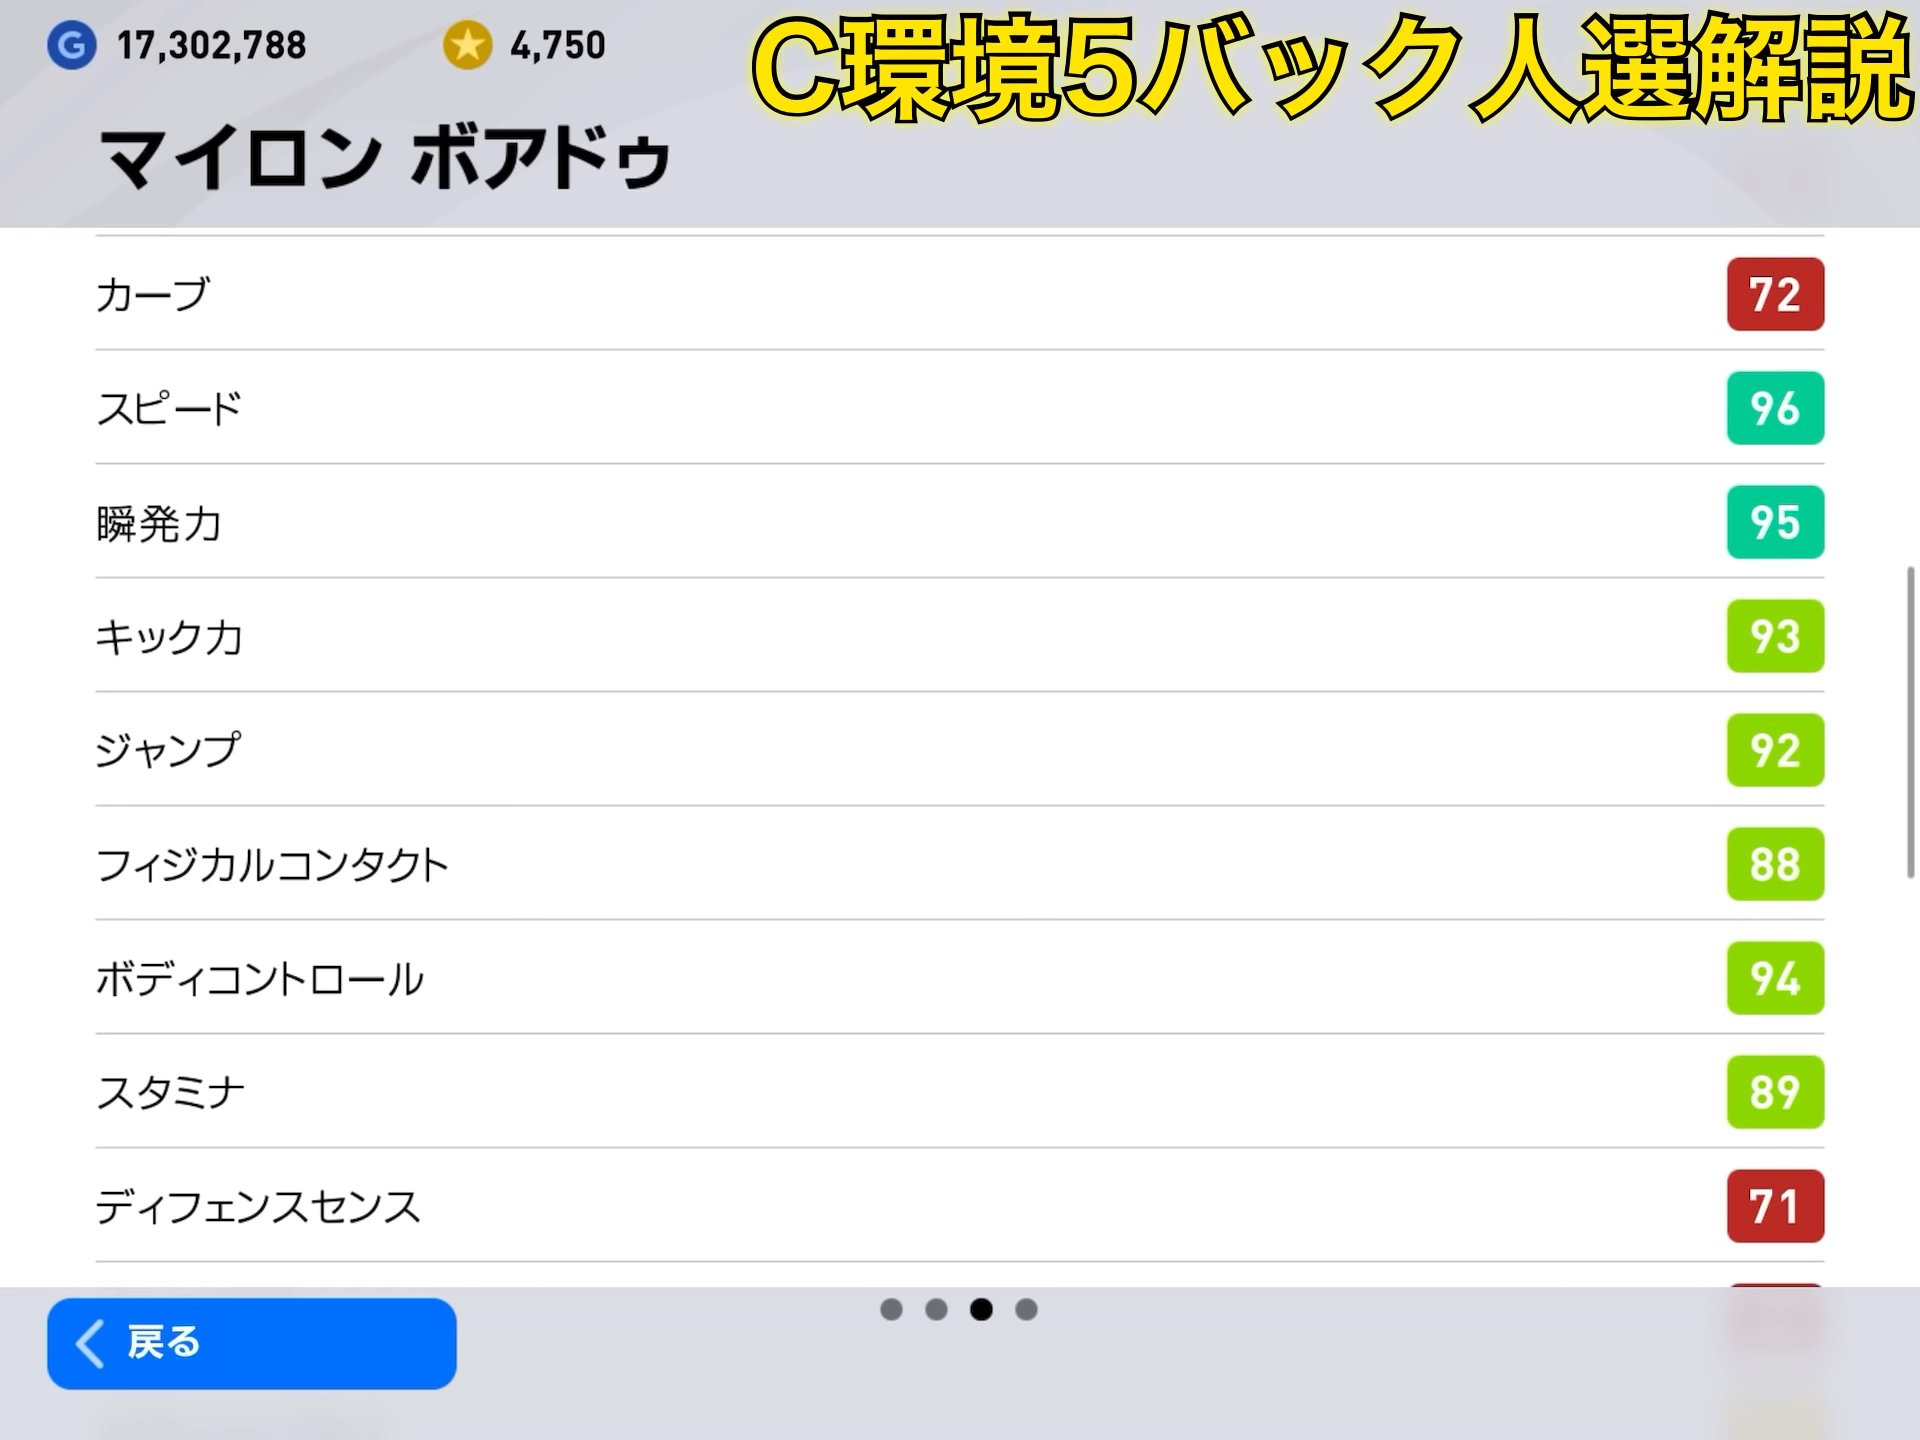 G 17,302,788 4,750
C環境5バック人選解説
マイロン ボアドゥ
カーブ 72
スピード 96
瞬発力 95
キック力 93
ジャンプ 92
フィジカルコンタクト 88
ボディコントロール 94
スタミナ 89
ディフェンスセンス 71
戻る